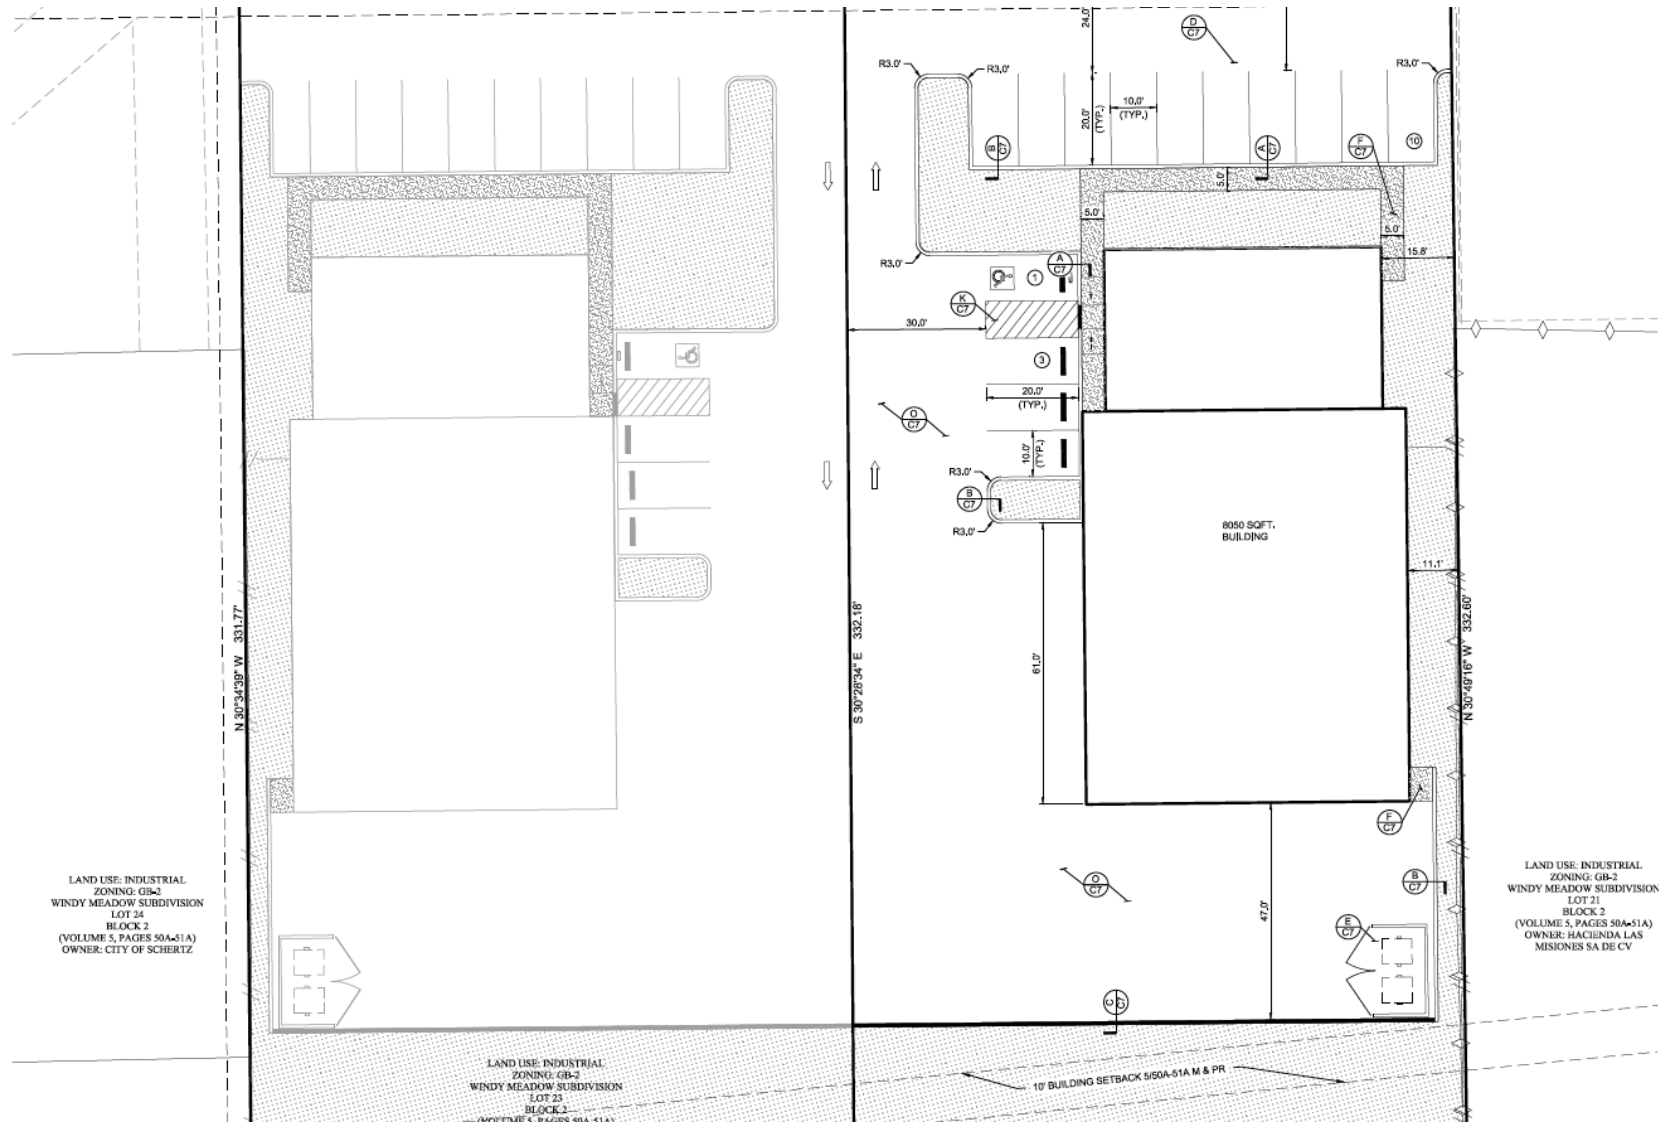 24.0'
D
C7
R3.0'
R3.0'
R3.0'
10.0'
(TYP.)
20.0'
(TYP.)
B
C7
A
C7
F
C7
10
5.0'
5.0'
5.0'
15.8'
R3.0'
A
C7
1
K
C7
30.0'
3
20.0'
(TYP.)
O
C7
10.0'
(TYP.)
R3.0'
B
C7
R3.0'
8050 SQFT.
BUILDING
11.1'
N 30°34'39" W 331.77'
S 30°28'34" E 332.18'
61.0'
N 30°49'16" W 332.60'
F
C7
LAND USE: INDUSTRIAL
ZONING: GB-2
WINDY MEADOW SUBDIVISION
LOT 24
BLOCK 2
(VOLUME 5, PAGES 50A-51A)
OWNER: CITY OF SCHERTZ
O
C7
47.0'
B
C7
E
C7
LAND USE: INDUSTRIAL
ZONING: GB-2
WINDY MEADOW SUBDIVISION
LOT 21
BLOCK 2
(VOLUME 5, PAGES 50A-51A)
OWNER: HACIENDA LAS
MISIONES SA DE CV
C
C7
LAND USE: INDUSTRIAL
ZONING: GB-2
WINDY MEADOW SUBDIVISION
LOT 23
BLOCK 2
(VOLUME 5, PAGES 50A-51A)
10' BUILDING SETBACK 5/50A-51A M & PR